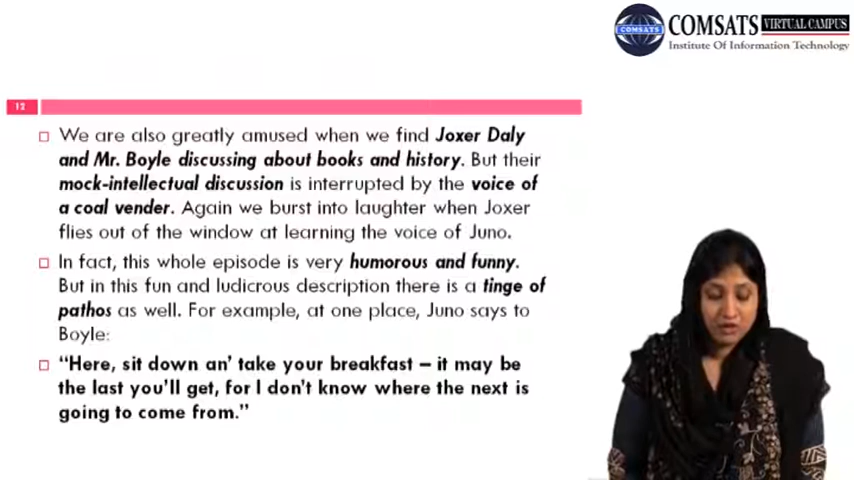 COMSATS
COMSATS VIRTUAL CAMPUS
Institute Of Information Technology
12
We are also greatly amused when we find Joxer Daly
and Mr. Boyle discussing about books and history. But their
mock-intellectual discussion is interrupted by the voice of
a coal vender. Again we burst into laughter when Joxer
flies out of the window at learning the voice of Juno.
In fact, this whole episode is very humorous and funny.
But in this fun and ludicrous description there is a tinge of
pathos as well. For example, at one place, Juno says to
Boyle:
“Here, sit down an’ take your breakfast – it may be
the last you’ll get, for I don’t know where the next is
going to come from.”